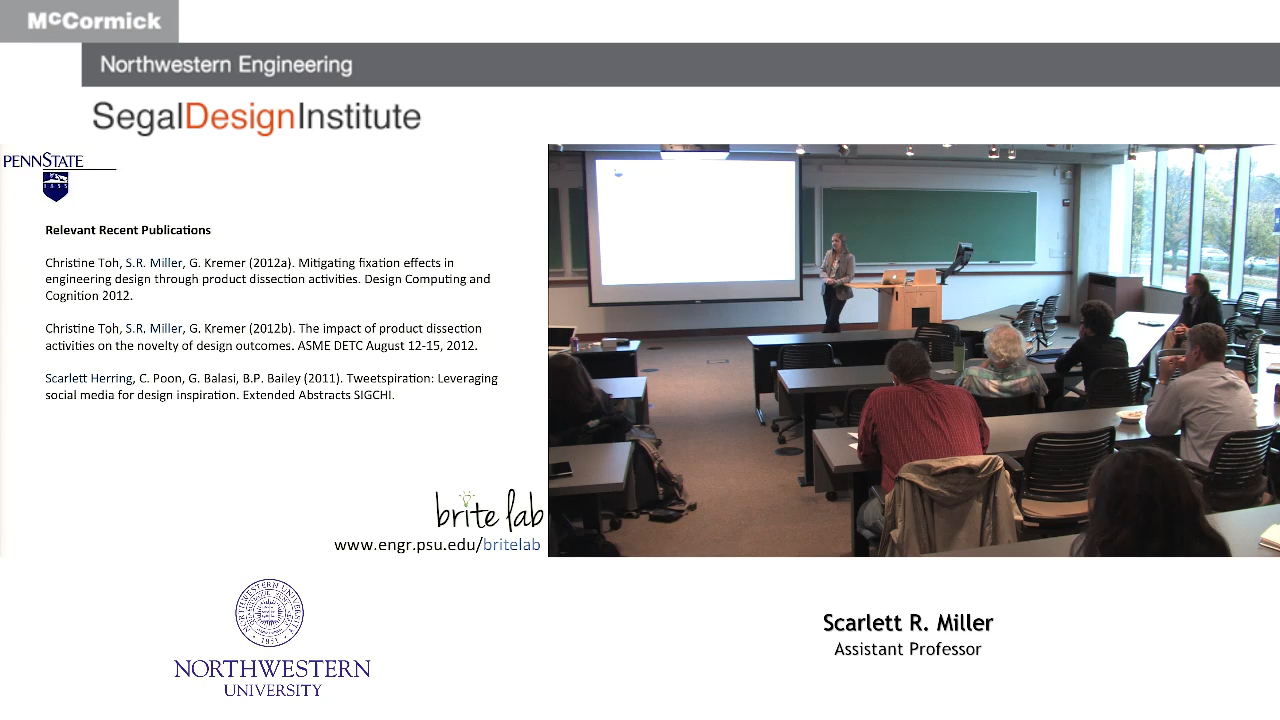 McCormick
Northwestern Engineering
SegalDesignInstitute
PENNSTATE
1855
Relevant Recent Publications
Christine Toh, S.R. Miller, G. Kremer (2012a). Mitigating fixation effects in
engineering design through product dissection activities. Design Computing and
Cognition 2012.
Christine Toh, S.R. Miller, G. Kremer (2012b). The impact of product dissection
activities on the novelty of design outcomes. ASME DETC August 12-15, 2012.
Scarlett Herring, C. Poon, G. Balasi, B.P. Bailey (2011). Tweetspiration: Leveraging
social media for design inspiration. Extended Abstracts SIGCHI.
brite lab
www.engr.psu.edu/britelab
NORTHWESTERN UNIVERSITY
1851
NORTHWESTERN
UNIVERSITY
Scarlett R. Miller
Assistant Professor